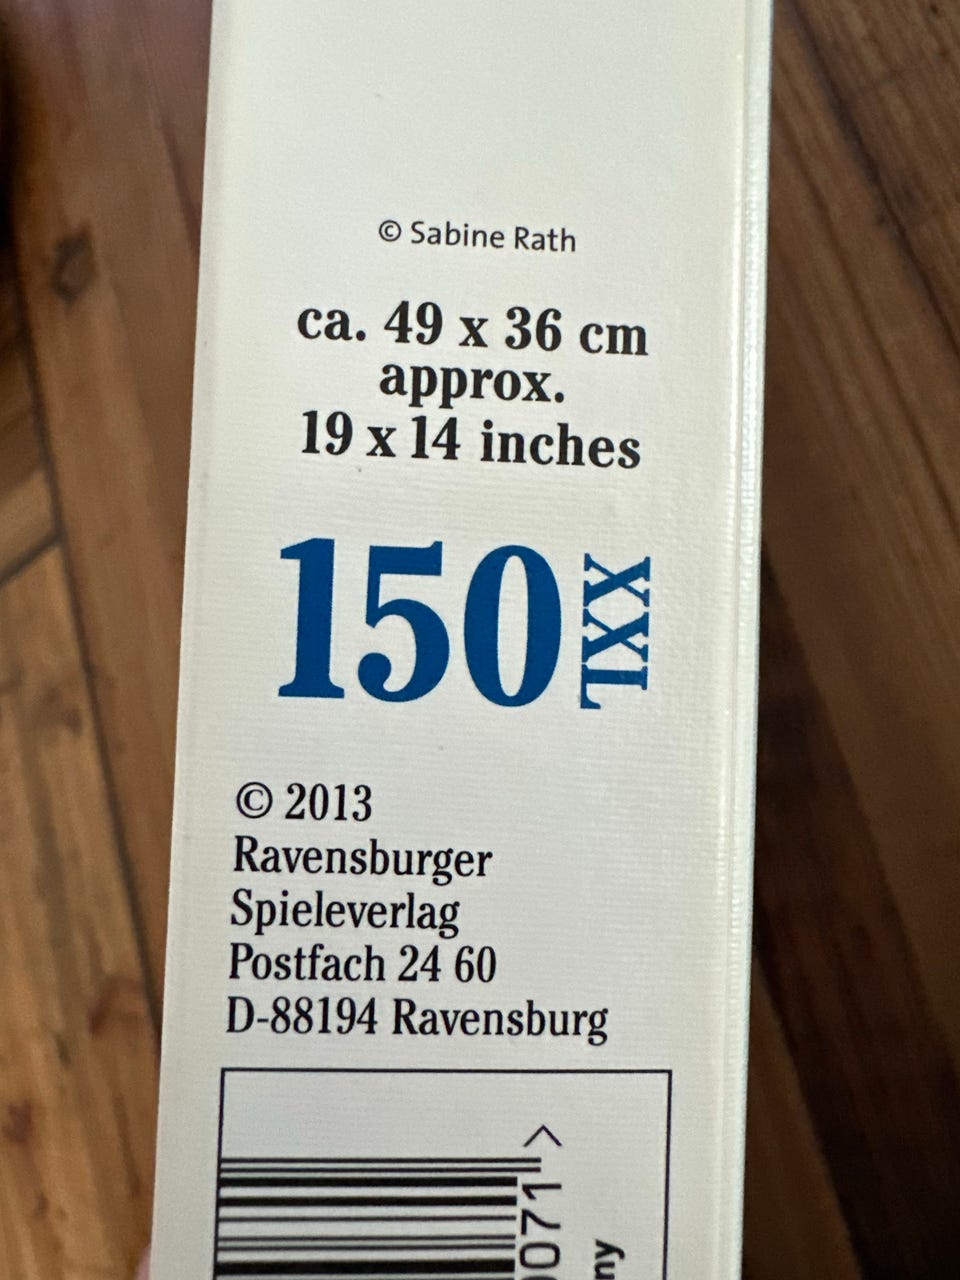 © Sabine Rath
ca. 49 x 36 cm
approx.
19 x 14 inches
150 XXL
© 2013
Ravensburger
Spieleverlag
Postfach 24 60
D-88194 Ravensburg
0071 >